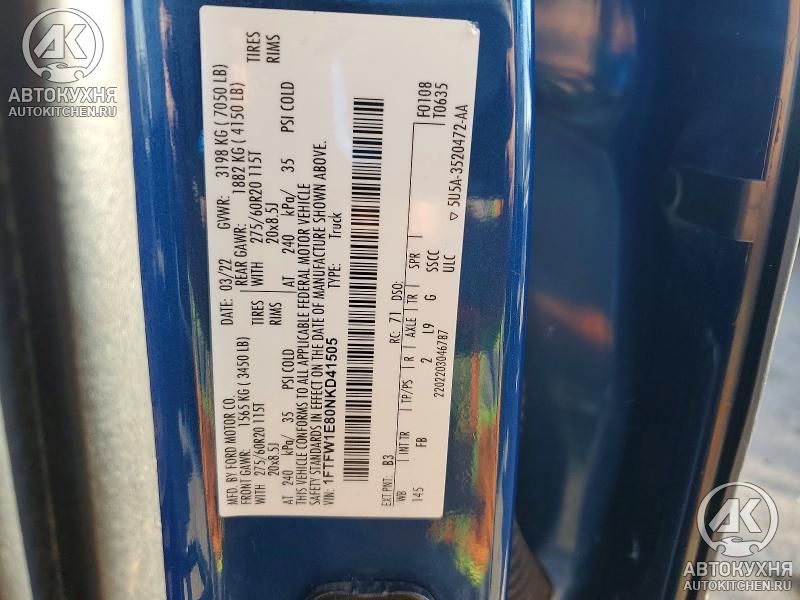 MFD. BY FORD MOTOR CO.
DATE: 03/22 GVWR: 3198 KG ( 7050 LB)
FRONT GAWR: 1565 KG ( 3450 LB) REAR GAWR: 1882 KG ( 4150 LB)
WITH 275/60R20 115T TIRES WITH 275/60R20 115T TIRES
20x8.5J RIMS 20x8.5J RIMS
AT 240 kPa/ 35 PSI COLD AT 240 kPa/ 35 PSI COLD
THIS VEHICLE CONFORMS TO ALL APPLICABLE FEDERAL MOTOR VEHICLE
SAFETY STANDARDS IN EFFECT ON THE DATE OF MANUFACTURE SHOWN ABOVE.
VIN: 1FTFW1E80NKD41505 TYPE: Truck
EXT PNT: B3 RC: 71 DSO: F0108
WB INT TR TP/PS R AXLE TR SPR T0635
145 FB 2 L9 G SSCC
2202203046787 ULC
5U5A-3520472-AA
АК
АВТОКУХНЯ
AUTOKITCHEN.RU
АК
АВТОКУХНЯ
AUTOKITCHEN.RU